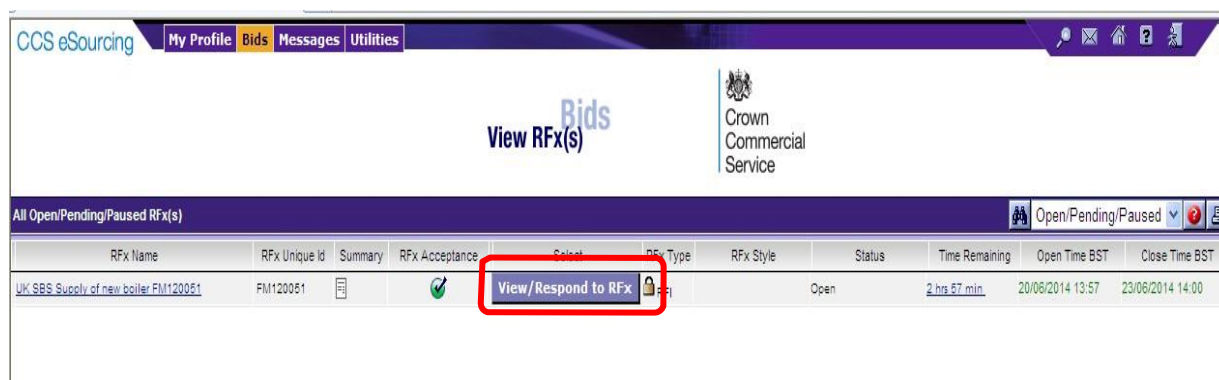 CCS eSourcing
My Profile Bids Messages Utilities
Bids
View RFx(s)
Crown
Commercial
Service
All Open/Pending/Paused RFx(s) Open/Pending/Paused
RFx Name RFx Unique Id Summary RFx Acceptance Select RFx Type RFx Style Status Time Remaining Open Time BST Close Time BST
UK SBS Supply of new boiler FM120051 FM120051 View/Respond to RFx RFI Open 2 hrs 57 min 20/06/2014 13:57 23/06/2014 14:00